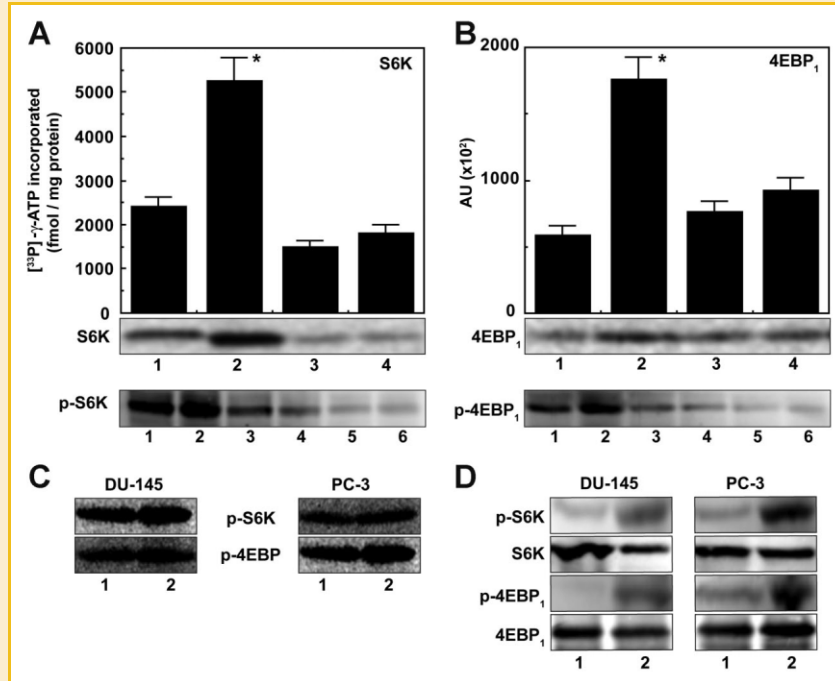 A
S6K
6000
5000
4000
3000
2000
1000
0
[³³P] -γ-ATP incorporated
(fmol / mg protein)
*
S6K
1 2 3 4
p-S6K
1 2 3 4 5 6
B
4EBP₁
2000
1000
0
AU (x10²)
*
4EBP₁
1 2 3 4
p-4EBP₁
1 2 3 4 5 6
C
DU-145 PC-3
p-S6K
p-4EBP
1 2 1 2
D
DU-145 PC-3
p-S6K
S6K
p-4EBP₁
4EBP₁
1 2 1 2